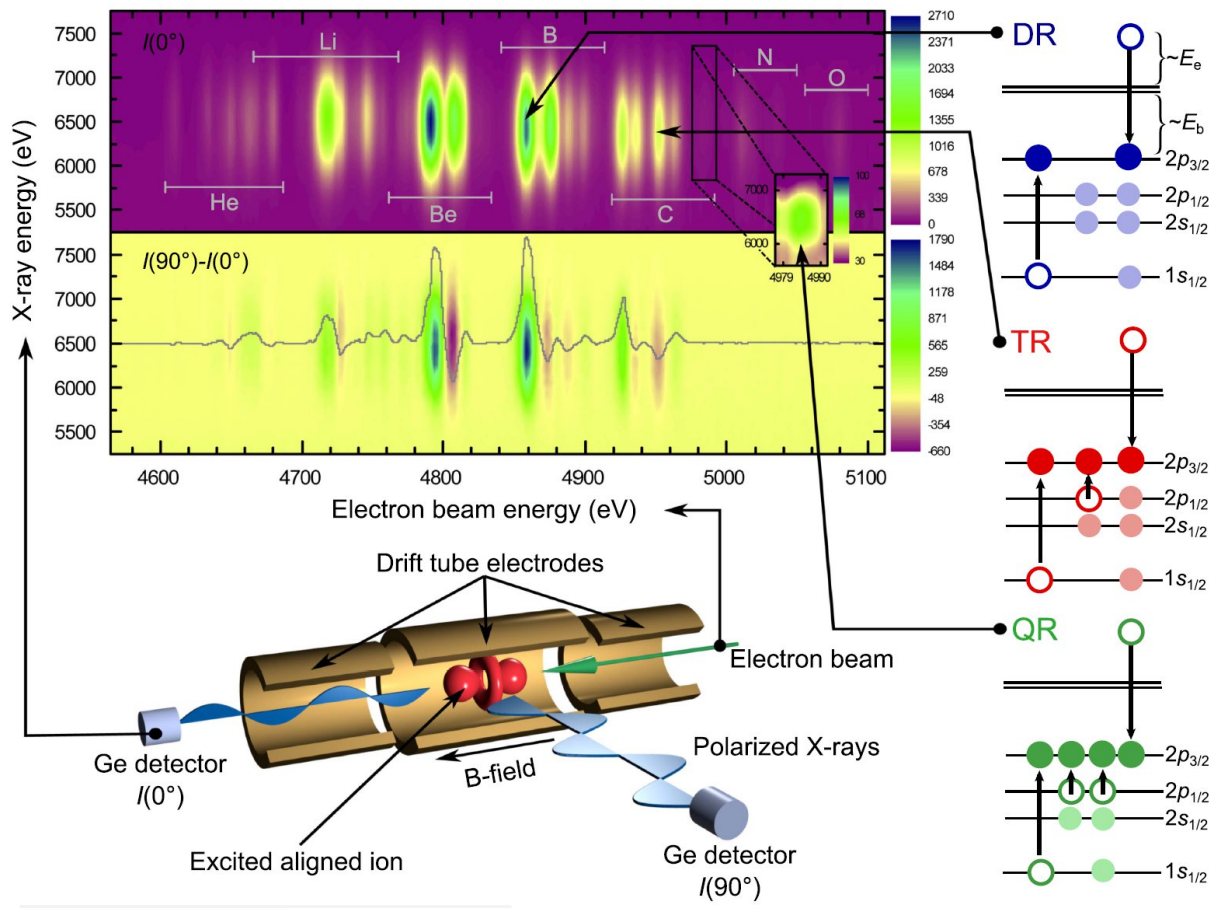 I(0°)
Li
B
N
O
He
Be
C
7500
7000
6500
6000
5500
2710
2371
2033
1694
1355
1016
678
339
0
7000
6000
4979 4990
100
68
30
I(90°)-I(0°)
7500
7000
6500
6000
5500
1790
1484
1178
871
565
259
-48
-354
-660
X-ray energy (eV)
4600 4700 4800 4900 5000 5100
Electron beam energy (eV)
DR
~Ee
~Eb
2p3/2
2p1/2
2s1/2
1s1/2
TR
2p3/2
2p1/2
2s1/2
1s1/2
QR
2p3/2
2p1/2
2s1/2
1s1/2
Drift tube electrodes
Electron beam
Polarized X-rays
B-field
Ge detector
I(0°)
Excited aligned ion
Ge detector
I(90°)